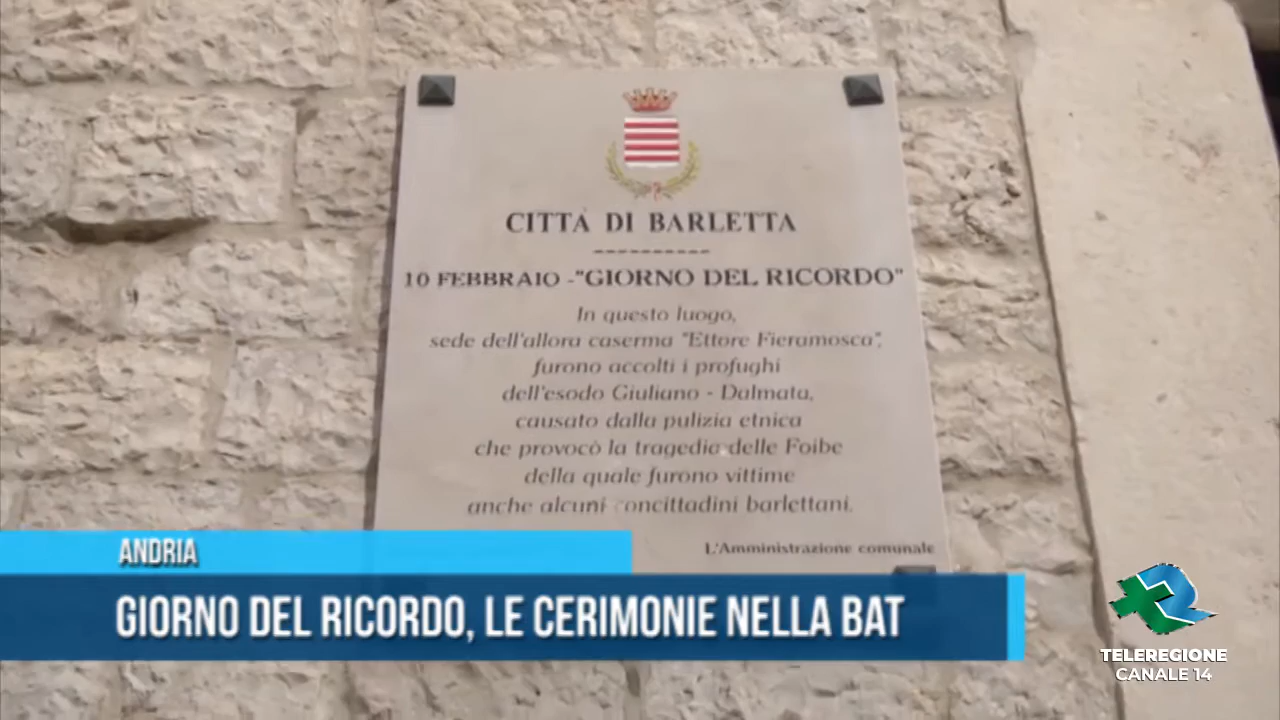 CITTÀ DI BARLETTA
----------
10 FEBBRAIO - "GIORNO DEL RICORDO"
In questo luogo,
sede dell'allora caserma "Ettore Fieramosca",
furono accolti i profughi
dell'esodo Giuliano - Dalmata,
causato dalla pulizia etnica
che provocò la tragedia delle Foibe
della quale furono vittime
anche alcuni concittadini barlettani.
L'Amministrazione comunale
ANDRIA
GIORNO DEL RICORDO, LE CERIMONIE NELLA BAT
TELEREGIONE
CANALE 14